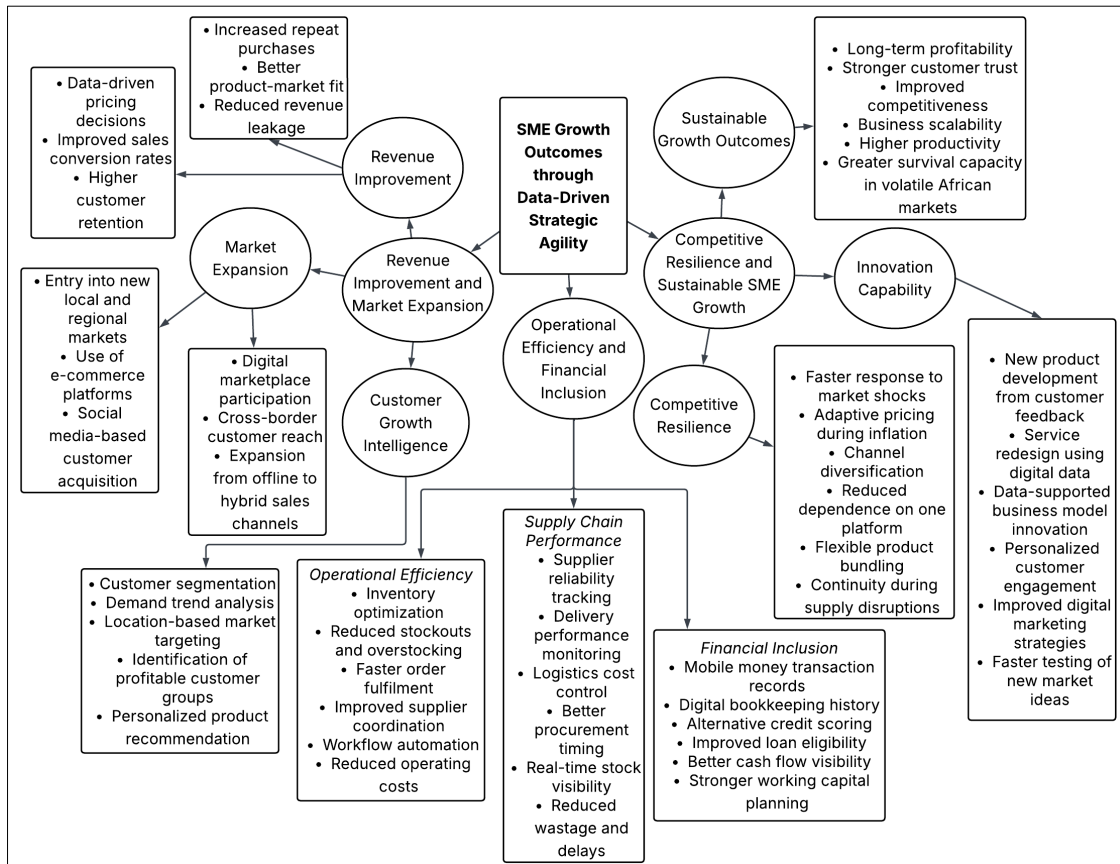 • Increased repeat
purchases
• Better
product-market fit
• Reduced revenue
leakage
• Data-driven
pricing
decisions
• Improved sales
conversion rates
• Higher
customer
retention
Revenue
Improvement
SME Growth
Outcomes
through
Data-Driven
Strategic
Agility
Sustainable
Growth Outcomes
• Long-term profitability
• Stronger customer trust
• Improved
competitiveness
• Business scalability
• Higher productivity
• Greater survival capacity
in volatile African
markets
Market
Expansion
Revenue
Improvement and
Market Expansion
Competitive
Resilience and
Sustainable SME
Growth
Innovation
Capability
• Entry into new
local and
regional
markets
• Use of
e-commerce
platforms
• Social
media-based
customer
acquisition
• Digital
marketplace
participation
• Cross-border
customer reach
• Expansion
from offline to
hybrid sales
channels
Customer
Growth
Intelligence
Operational
Efficiency and
Financial
Inclusion
Competitive
Resilience
• Faster response to
market shocks
• Adaptive pricing
during inflation
• Channel
diversification
• Reduced
dependence on one
platform
• Flexible product
bundling
• Continuity during
supply disruptions
• New product
development
from customer
feedback
• Service
redesign using
digital data
• Data-supported
business model
innovation
• Personalized
customer
engagement
• Improved digital
marketing
strategies
• Faster testing of
new market
ideas
• Customer segmentation
• Demand trend analysis
• Location-based market
targeting
• Identification of
profitable customer
groups
• Personalized product
recommendation
Operational Efficiency
• Inventory
optimization
• Reduced stockouts
and overstocking
• Faster order
fulfilment
• Improved supplier
coordination
• Workflow automation
• Reduced operating
costs
Supply Chain
Performance
• Supplier
reliability
tracking
• Delivery
performance
monitoring
• Logistics cost
control
• Better
procurement
timing
• Real-time stock
visibility
• Reduced
wastage and
delays
Financial Inclusion
• Mobile money transaction
records
• Digital bookkeeping history
• Alternative credit scoring
• Improved loan eligibility
• Better cash flow visibility
• Stronger working capital
planning